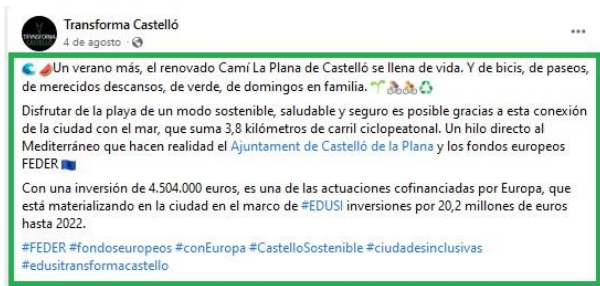 Transforma Castelló
4 de agosto ·
TRANSFORMA
CASTELLÓ
🌊🍉Un verano más, el renovado Camí La Plana de Castelló se llena de vida. Y de bicis, de paseos,
de merecidos descansos, de verde, de domingos en familia. 🌱🚴🚴♻️
Disfrutar de la playa de un modo sostenible, saludable y seguro es posible gracias a esta conexión
de la ciudad con el mar, que suma 3,8 kilómetros de carril ciclopeatonal. Un hilo directo al
Mediterráneo que hacen realidad el Ajuntament de Castelló de la Plana y los fondos europeos
FEDER 🇪🇺
Con una inversión de 4.504.000 euros, es una de las actuaciones cofinanciadas por Europa, que
está materializando en la ciudad en el marco de #EDUSI inversiones por 20,2 millones de euros
hasta 2022.
#FEDER #fondoseuropeos #conEuropa #CastelloSostenible #ciudadesinclusivas
#edusitransformacastello